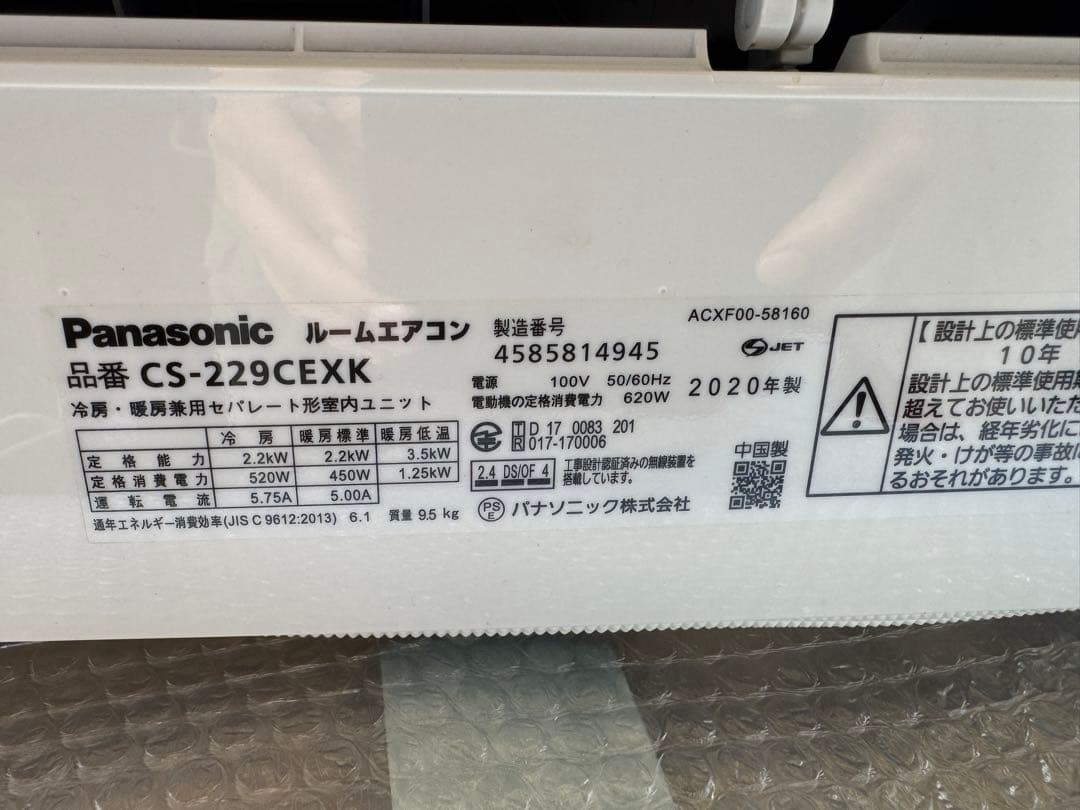 Panasonic ルームエアコン
品番 CS-229CEXK
冷房・暖房兼用セパレート形室内ユニット
冷房 暖房標準 暖房低温
定格能力 2.2kW 2.2kW 3.5kW
定格消費電力 520W 450W 1.25kW
運転電流 5.75A 5.00A
通年エネルギー消費効率(JIS C 9612:2013) 6.1 質量 9.5 kg
製造番号
4585814945
電源 100V 50/60Hz
電動機の定格消費電力 620W
T D 17 0083 201
R 017-170006
2.4 DS/OF 4
工事設計認証済みの無線装置を
搭載しています。
PS
E
パナソニック株式会社
ACXF00-58160
S JET
2020年製
中国製
【設計上の標準使用
10年
設計上の標準使用期
超えてお使いいただ
場合は、経年劣化に
発火・けが等の事故に
るおそれがあります。